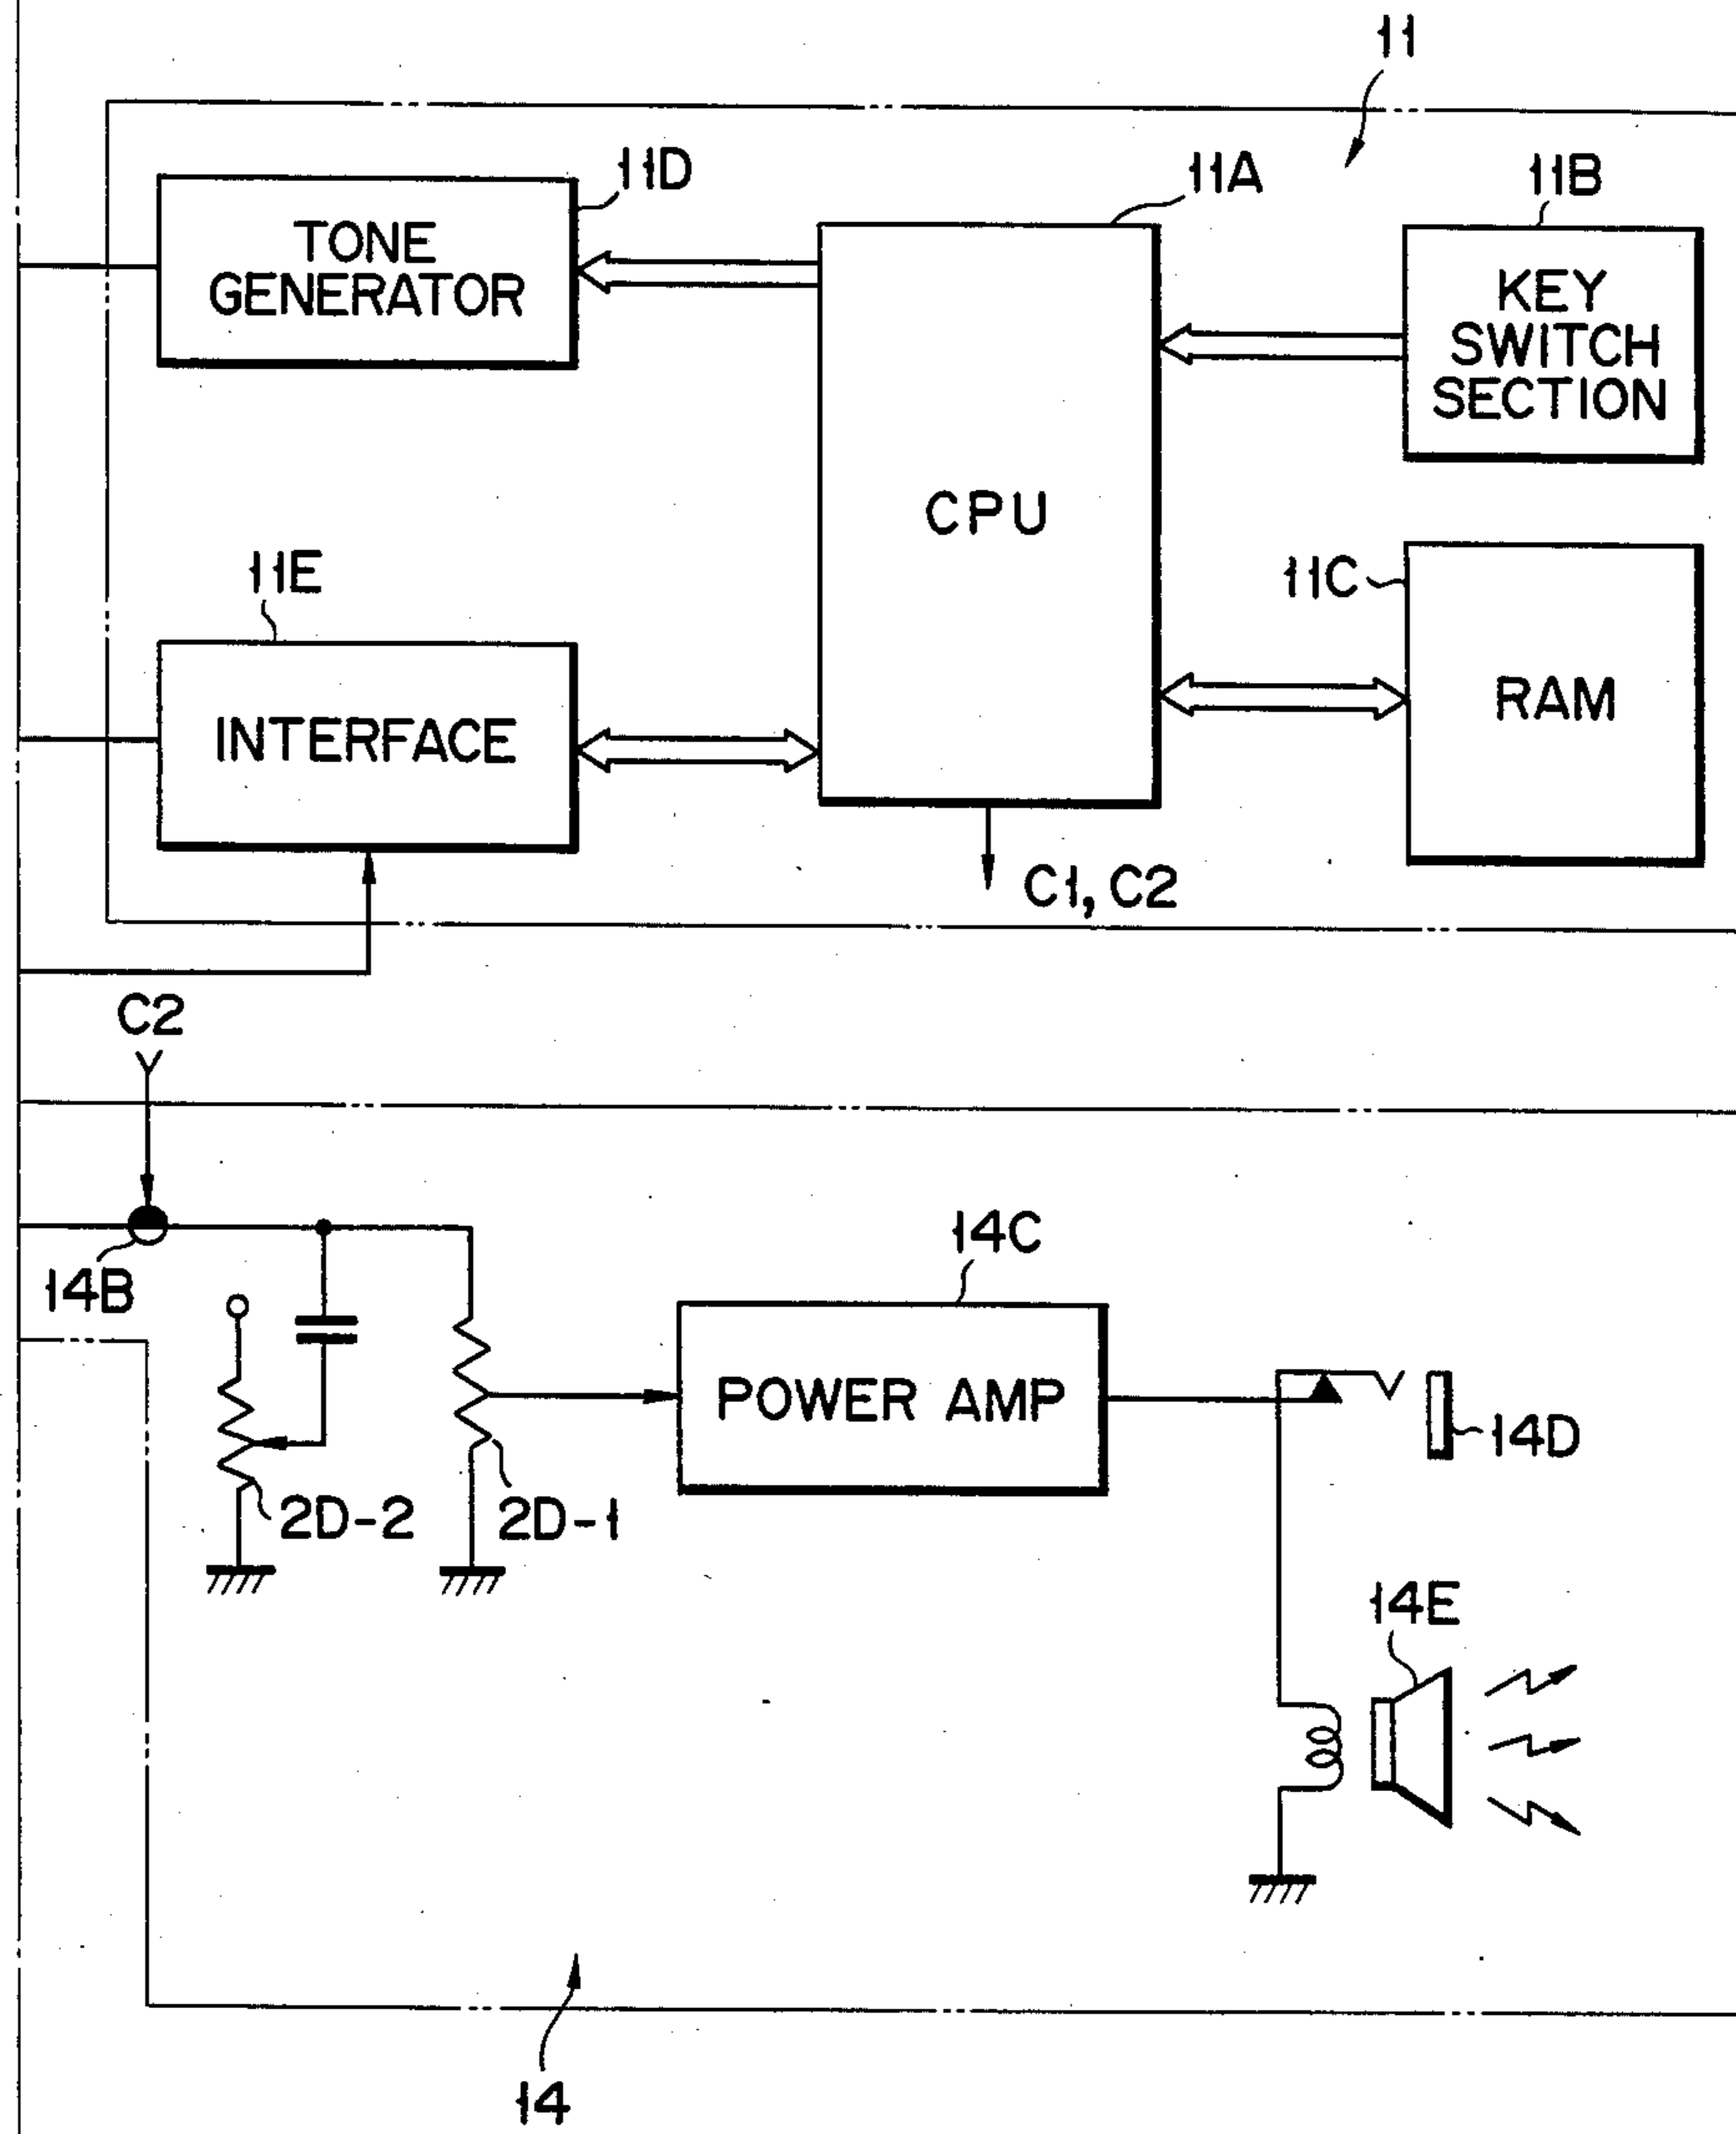 11
11D
11A
11B
TONE
GENERATOR
KEY
SWITCH
SECTION
CPU
11E
11C
INTERFACE
RAM
C1, C2
C2
14B
14C
POWER AMP
14D
2D-2
2D-1
14E
14